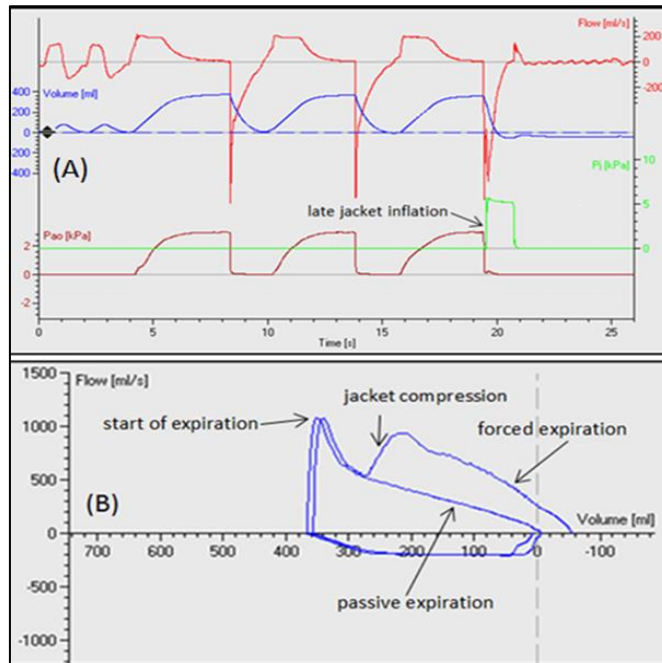 Flow [ml/s]
200
0
-200
Volume [ml]
400
200
0
-200
400
(A)
10
Pj [kPa]
5
0
late jacket inflation
Pao [kPa]
2
0
-2
0 5 10 15 20 25
Time [s]
1500
Flow [ml/s]
1000
500
0
-500
-1000
start of expiration
jacket compression
forced expiration
(B)
Volume [ml]
700 600 500 400 300 200 100 0 -100
passive expiration